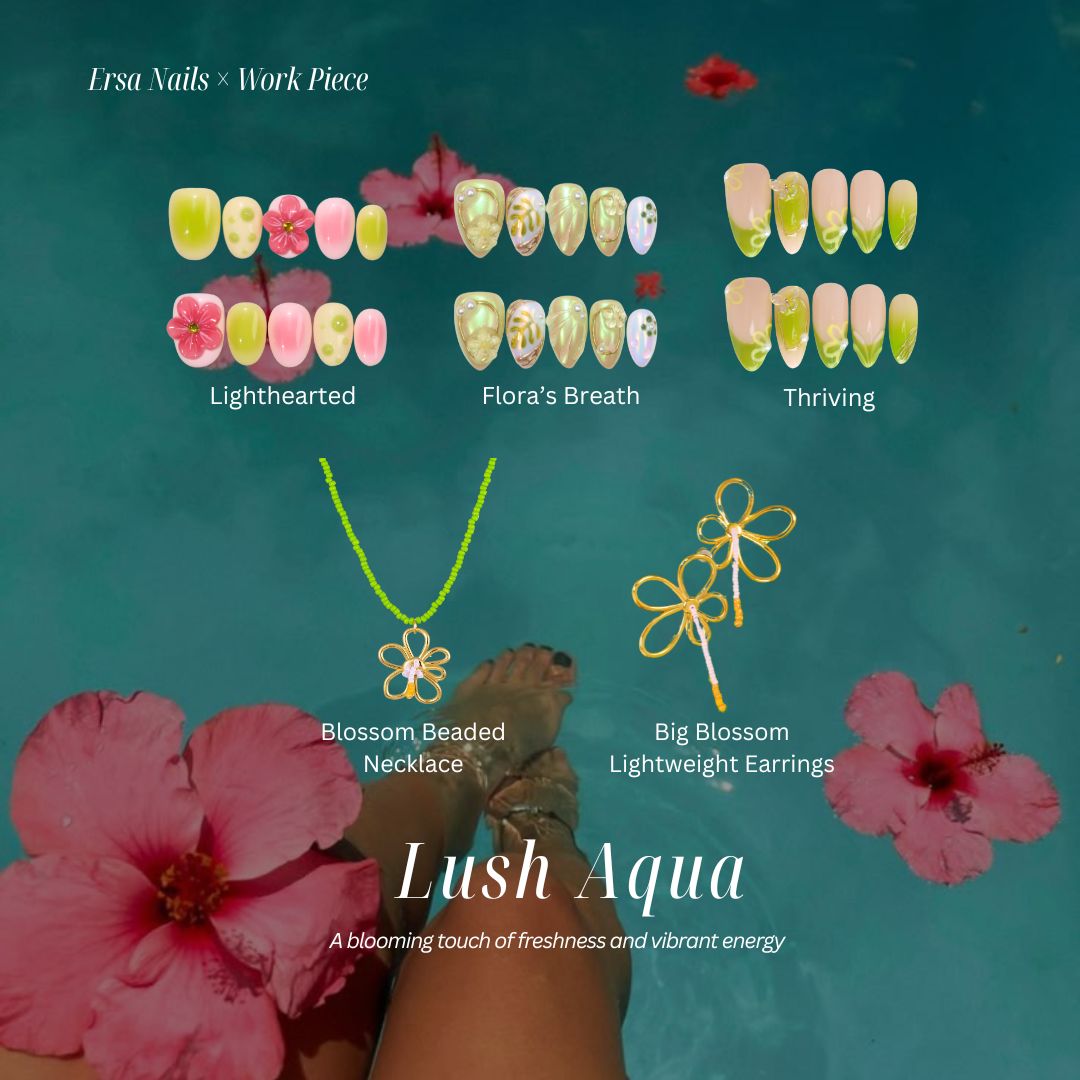 Ersa Nails × Work Piece
Lighthearted
Flora's Breath
Thriving
Blossom Beaded
Necklace
Big Blossom
Lightweight Earrings
Lush Aqua
A blooming touch of freshness and vibrant energy